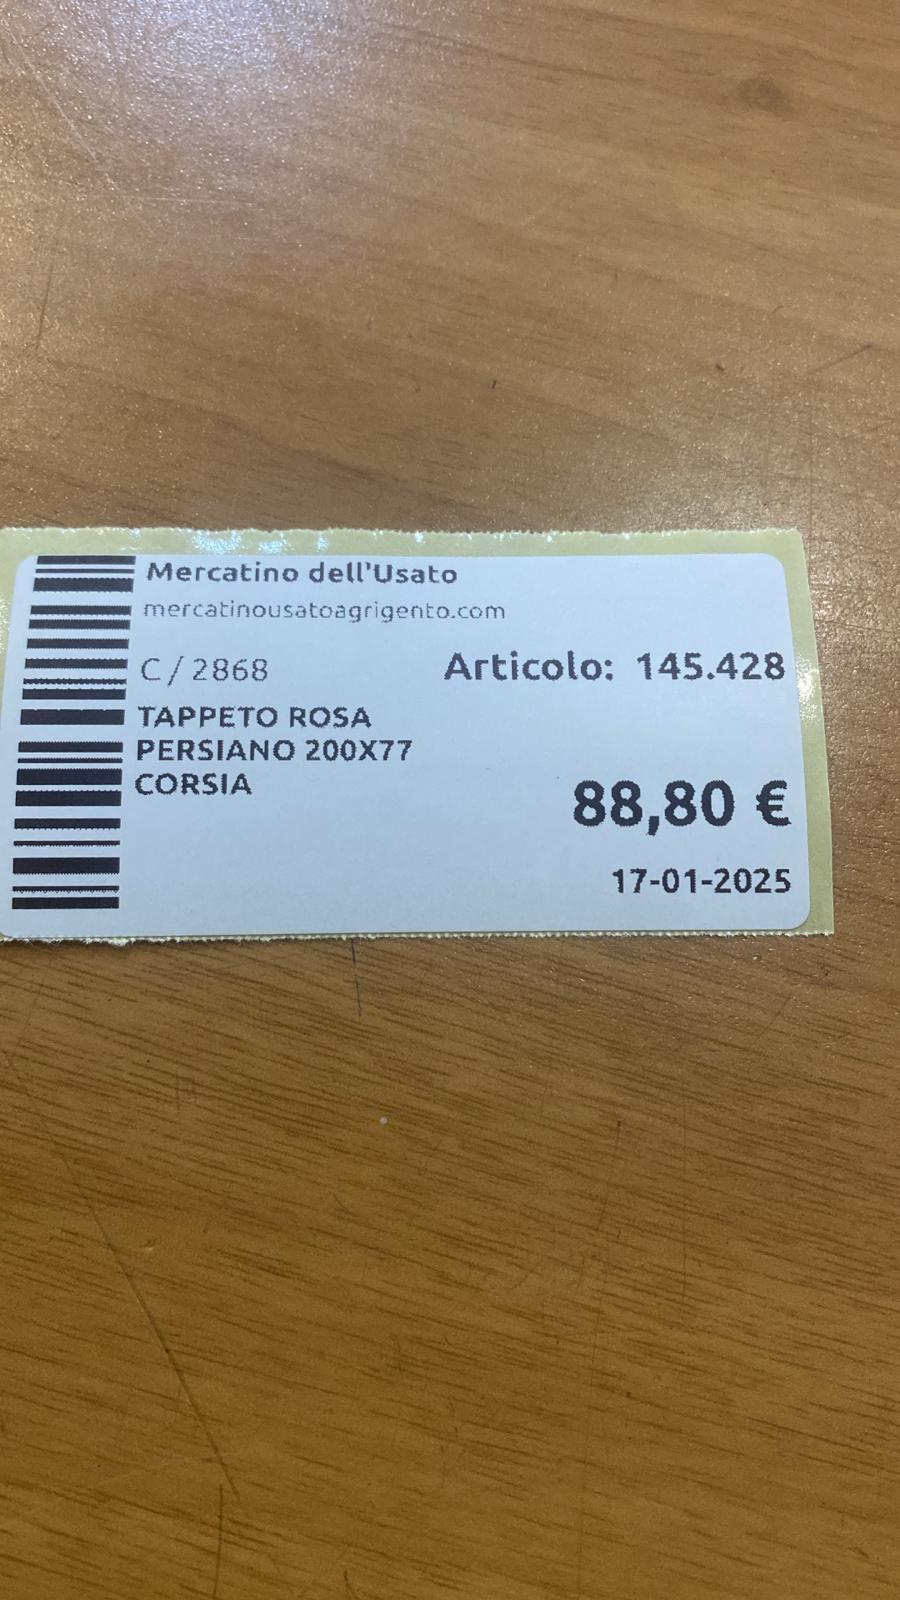 Mercatino dell'Usato
mercatinousatoagrigento.com
C / 2868 Articolo: 145.428
TAPPETO ROSA
PERSIANO 200X77
CORSIA
88,80 €
17-01-2025